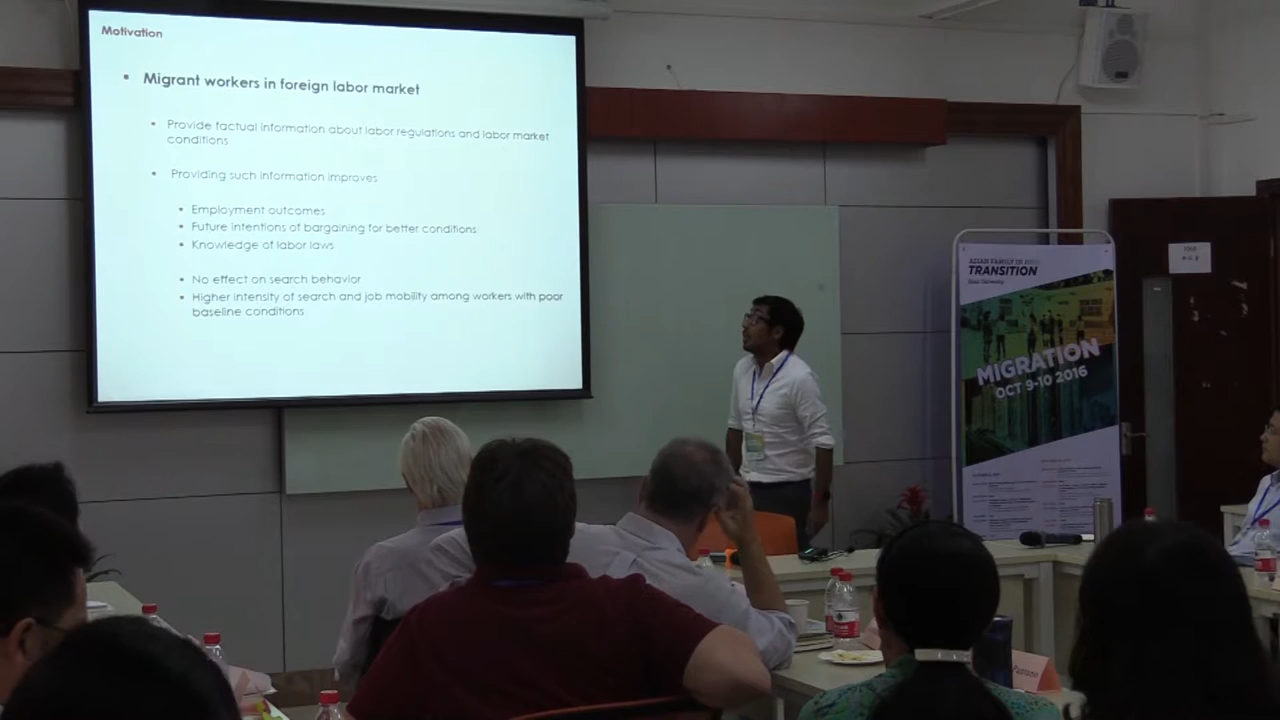 Motivation
• Migrant workers in foreign labor market
• Provide factual information about labor regulations and labor market
conditions
• Providing such information improves
• Employment outcomes
• Future intentions of bargaining for better conditions
• Knowledge of labor laws
• No effect on search behavior
• Higher intensity of search and job mobility among workers with poor
baseline conditions
ASIAN FAMILY IN
TRANSITION
MIGRATION
OCT 9-10 2016